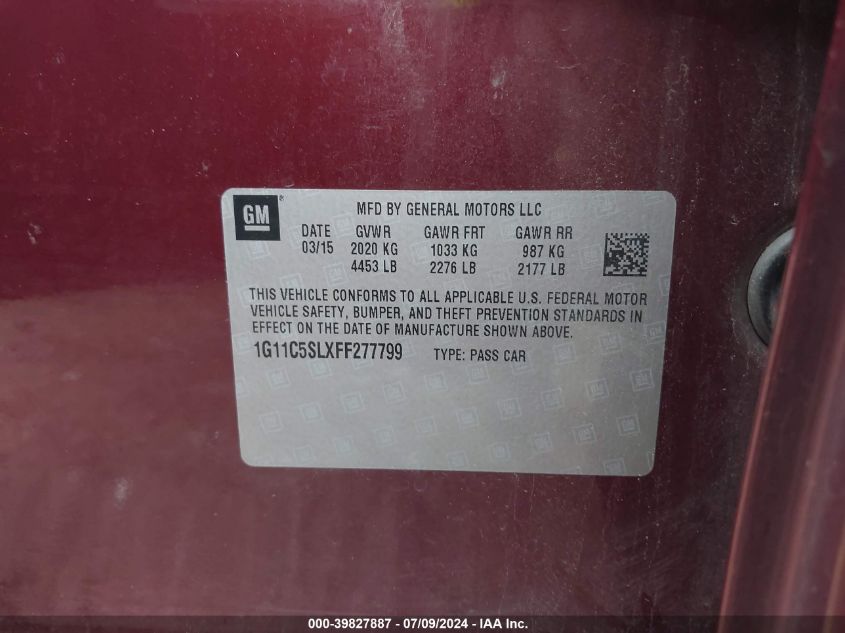 GM ®
MFD BY GENERAL MOTORS LLC
DATE GVWR GAWR FRT GAWR RR
03/15 2020 KG 1033 KG 987 KG
4453 LB 2276 LB 2177 LB
THIS VEHICLE CONFORMS TO ALL APPLICABLE U.S. FEDERAL MOTOR
VEHICLE SAFETY, BUMPER, AND THEFT PREVENTION STANDARDS IN
EFFECT ON THE DATE OF MANUFACTURE SHOWN ABOVE.
1G11C5SLXFF277799 TYPE: PASS CAR
000-39827887 / 07/09/2024 - IAA Inc.